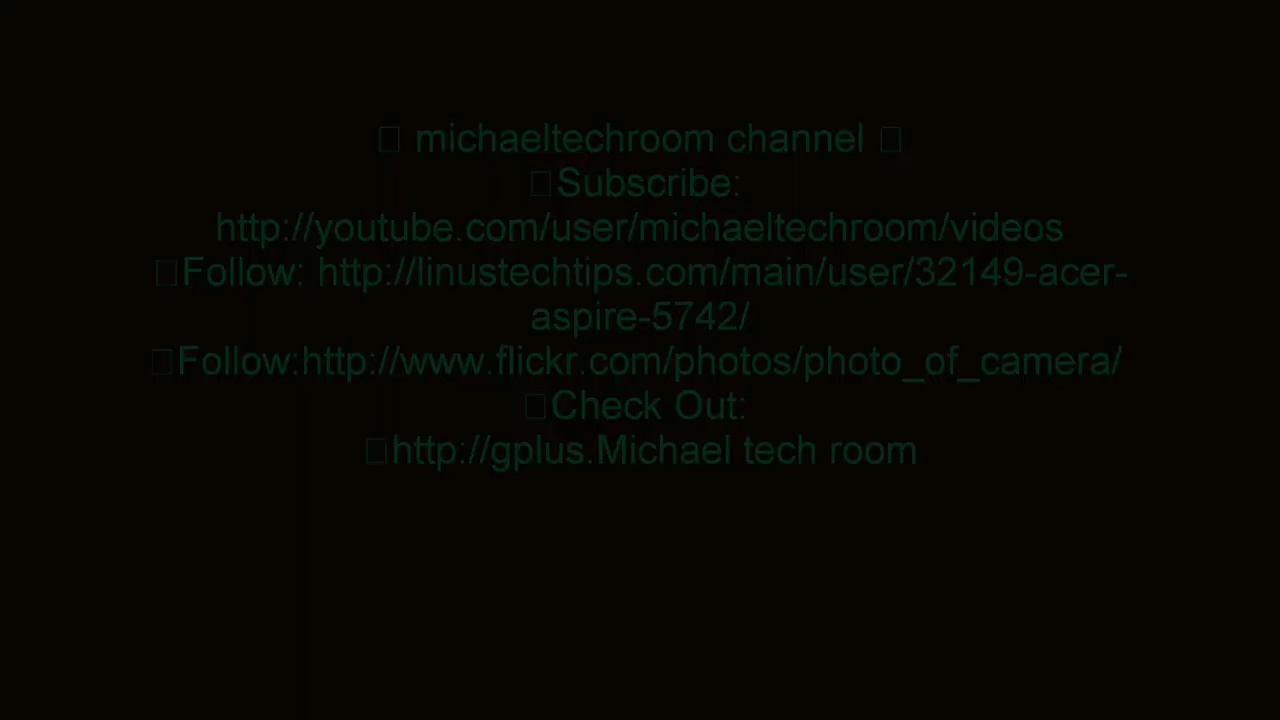 michaeltechroom channel
Subscribe:
http://youtube.com/user/michaeltechroom/videos
Follow: http://linustechtips.com/main/user/32149-acer-
aspire-5742/
Follow:http://www.flickr.com/photos/photo_of_camera/
Check Out:
http://gplus.Michael tech room